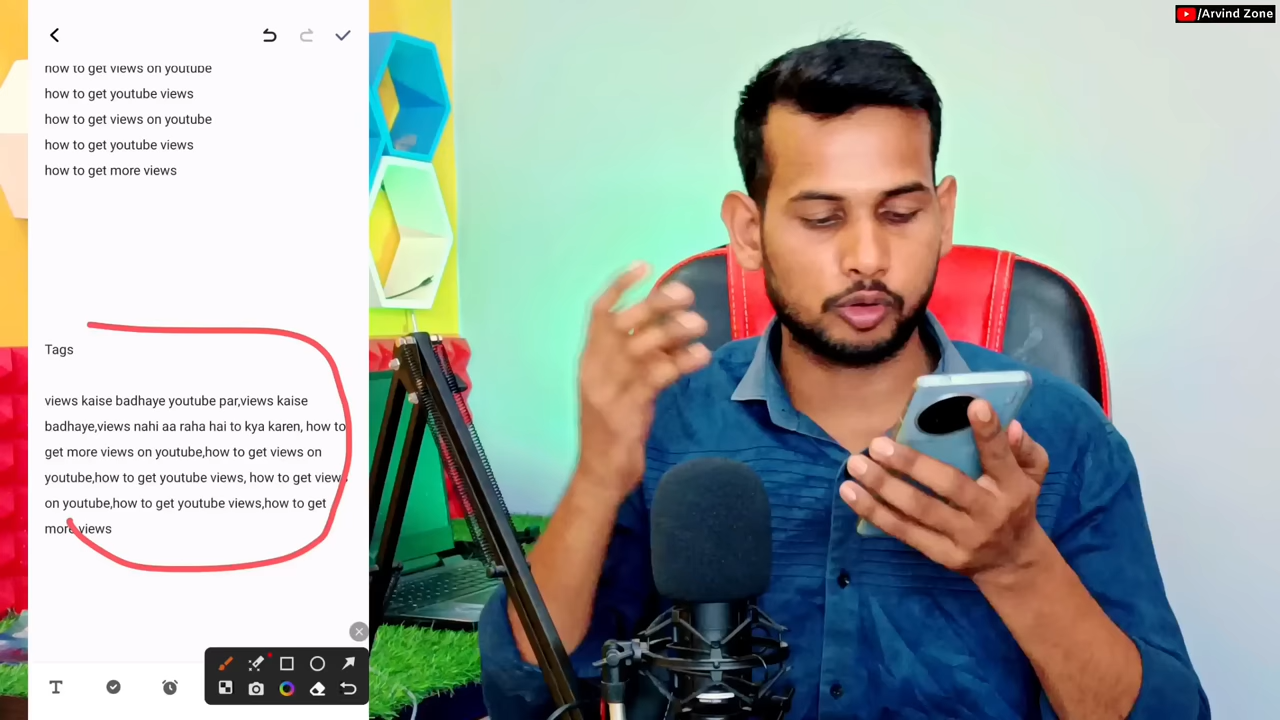 /Arvind Zone
how to get views on youtube
how to get youtube views
how to get views on youtube
how to get youtube views
how to get more views
Tags
views kaise badhaye youtube par,views kaise
badhaye,views nahi aa raha hai to kya karen, how to
get more views on youtube,how to get views on
youtube,how to get youtube views, how to get views
on youtube,how to get youtube views,how to get
more views
T